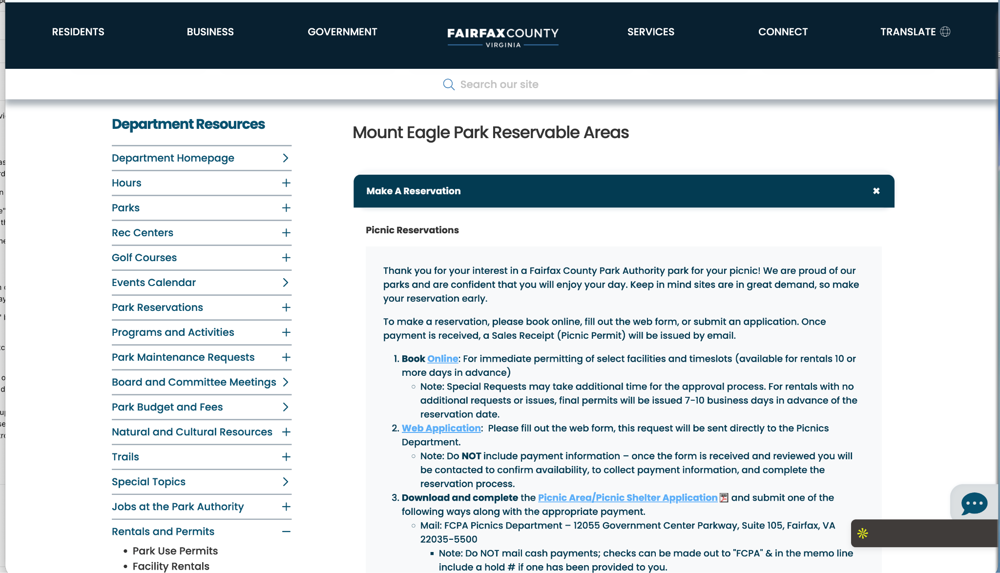 RESIDENTS
BUSINESS
GOVERNMENT
FAIRFAX COUNTY
VIRGINIA
SERVICES
CONNECT
TRANSLATE
Search our site
Department Resources
Department Homepage
Hours
Parks
Rec Centers
Golf Courses
Events Calendar
Park Reservations
Programs and Activities
Park Maintenance Requests
Board and Committee Meetings
Park Budget and Fees
Natural and Cultural Resources
Trails
Special Topics
Jobs at the Park Authority
Rentals and Permits
• Park Use Permits
• Facility Rentals
Mount Eagle Park Reservable Areas
Make A Reservation
Picnic Reservations
Thank you for your interest in a Fairfax County Park Authority park for your picnic! We are proud of our
parks and are confident that you will enjoy your day. Keep in mind sites are in great demand, so make
your reservation early.
To make a reservation, please book online, fill out the web form, or submit an application. Once
payment is received, a Sales Receipt (Picnic Permit) will be issued by email.
1. Book Online: For immediate permitting of select facilities and timeslots (available for rentals 10 or
more days in advance)
Note: Special Requests may take additional time for the approval process. For rentals with no
additional requests or issues, final permits will be issued 7-10 business days in advance of the
reservation date.
2. Web Application: Please fill out the web form, this request will be sent directly to the Picnics
Department.
Note: Do NOT include payment information – once the form is received and reviewed you will
be contacted to confirm availability, to collect payment information, and complete the
reservation process.
3. Download and complete the Picnic Area/Picnic Shelter Application and submit one of the
following ways along with the appropriate payment.
Mail: FCPA Picnics Department – 12055 Government Center Parkway, Suite 105, Fairfax, VA
22035-5500
Note: Do NOT mail cash payments; checks can be made out to "FCPA" & in the memo line
include a hold # if one has been provided to you.